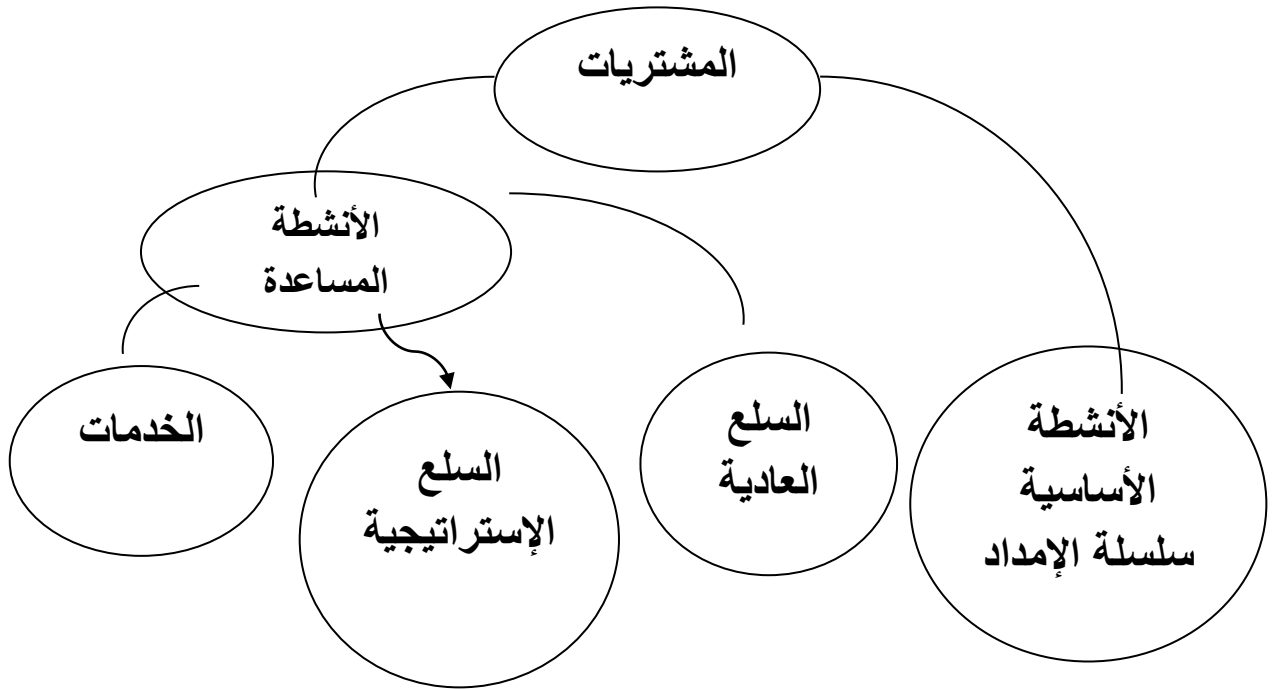 المشتريات
الأنشطة
المساعدة
الأنشطة
الأساسية
سلسلة الإمداد
السلع
العادية
السلع
الإستراتيجية
الخدمات